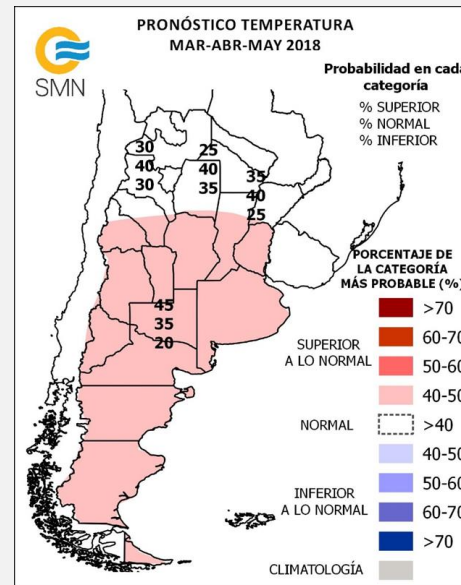 PRONÓSTICO TEMPERATURA
MAR-ABR-MAY 2018
SMN
Probabilidad en cada
categoría
% SUPERIOR
% NORMAL
% INFERIOR
30
40
30
25
40
35
35
40
25
45
35
20
PORCENTAJE DE
LA CATEGORÍA
MÁS PROBABLE (%)
SUPERIOR
A LO NORMAL
>70
60-70
50-60
40-50
NORMAL
>40
INFERIOR
A LO NORMAL
40-50
50-60
60-70
>70
CLIMATOLOGÍA